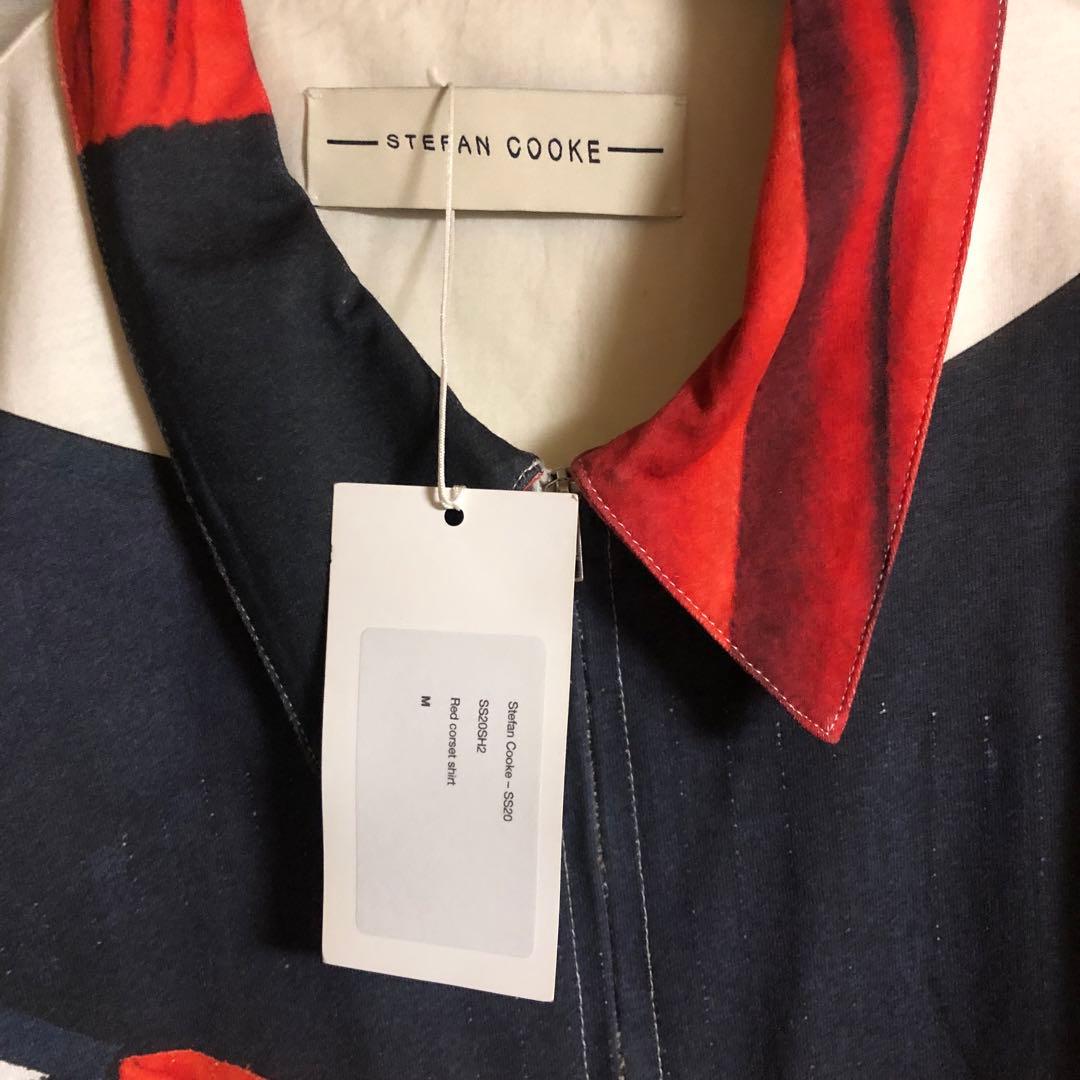 STEFAN COOKE
Stefan Cooke – SS20
SS20SH2
Red corset shirt
M